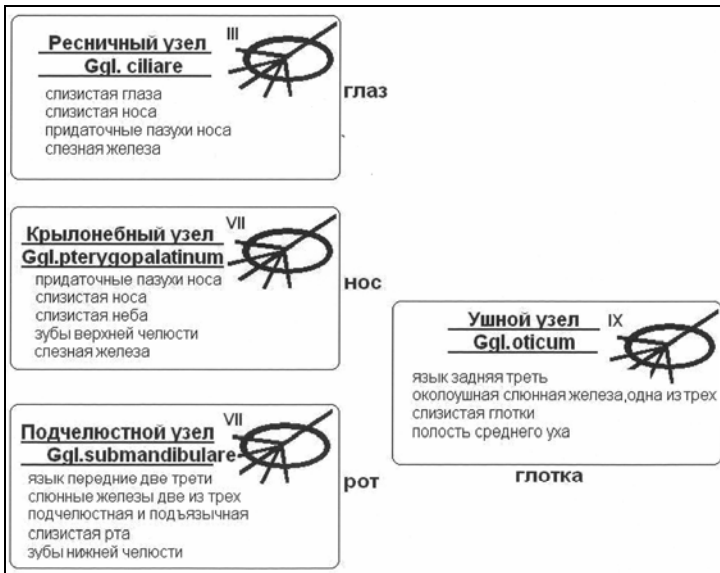 Ресничный узел
III
Ggl. ciliare
слизистая глаза
слизистая носа
придаточные пазухи носа
слезная железа
глаз
Крылонебный узел
VII
Ggl.pterygopalatinum
придаточные пазухи носа
слизистая носа
слизистая неба
зубы верхней челюсти
слезная железа
нос
Ушной узел
IX
Ggl.oticum
язык задняя треть
околоушная слюнная железа,одна из трех
слизистая глотки
полость среднего уха
глотка
Подчелюстной узел
VII
Ggl.submandibulare
язык передние две трети
слюнные железы две из трех
подчелюстная и подъязычная
слизистая рта
зубы нижней челюсти
рот